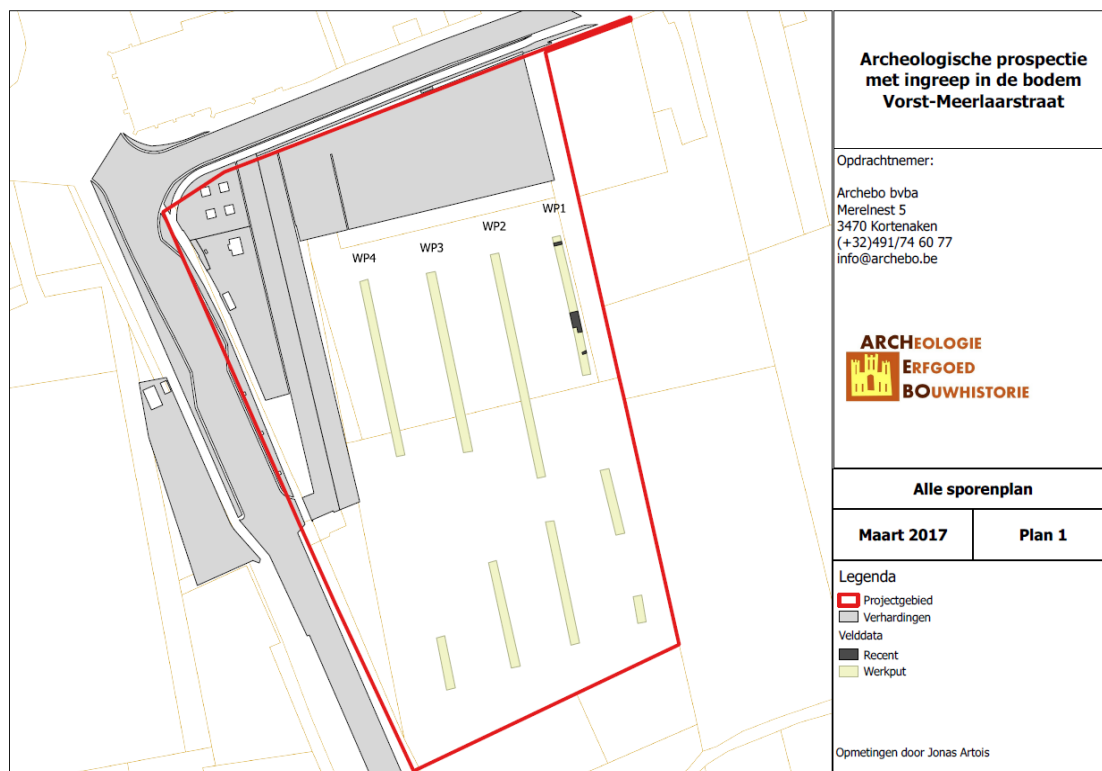 Archeologische prospectie
met ingreep in de bodem
Vorst-Meerlaarstraat
Opdrachtnemer:
Archebo bvba
Merelnest 5
3470 Kortenaken
(+32)491/74 60 77
info@archebo.be
ARCHEOLOGIE
ERFGOED
BOUWHISTORIE
Alle sporenplan
Maart 2017
Plan 1
Legenda
Projectgebied
Verhardingen
Velddata
Recent
Werkput
Opmetingen door Jonas Artois
WP1
WP2
WP3
WP4